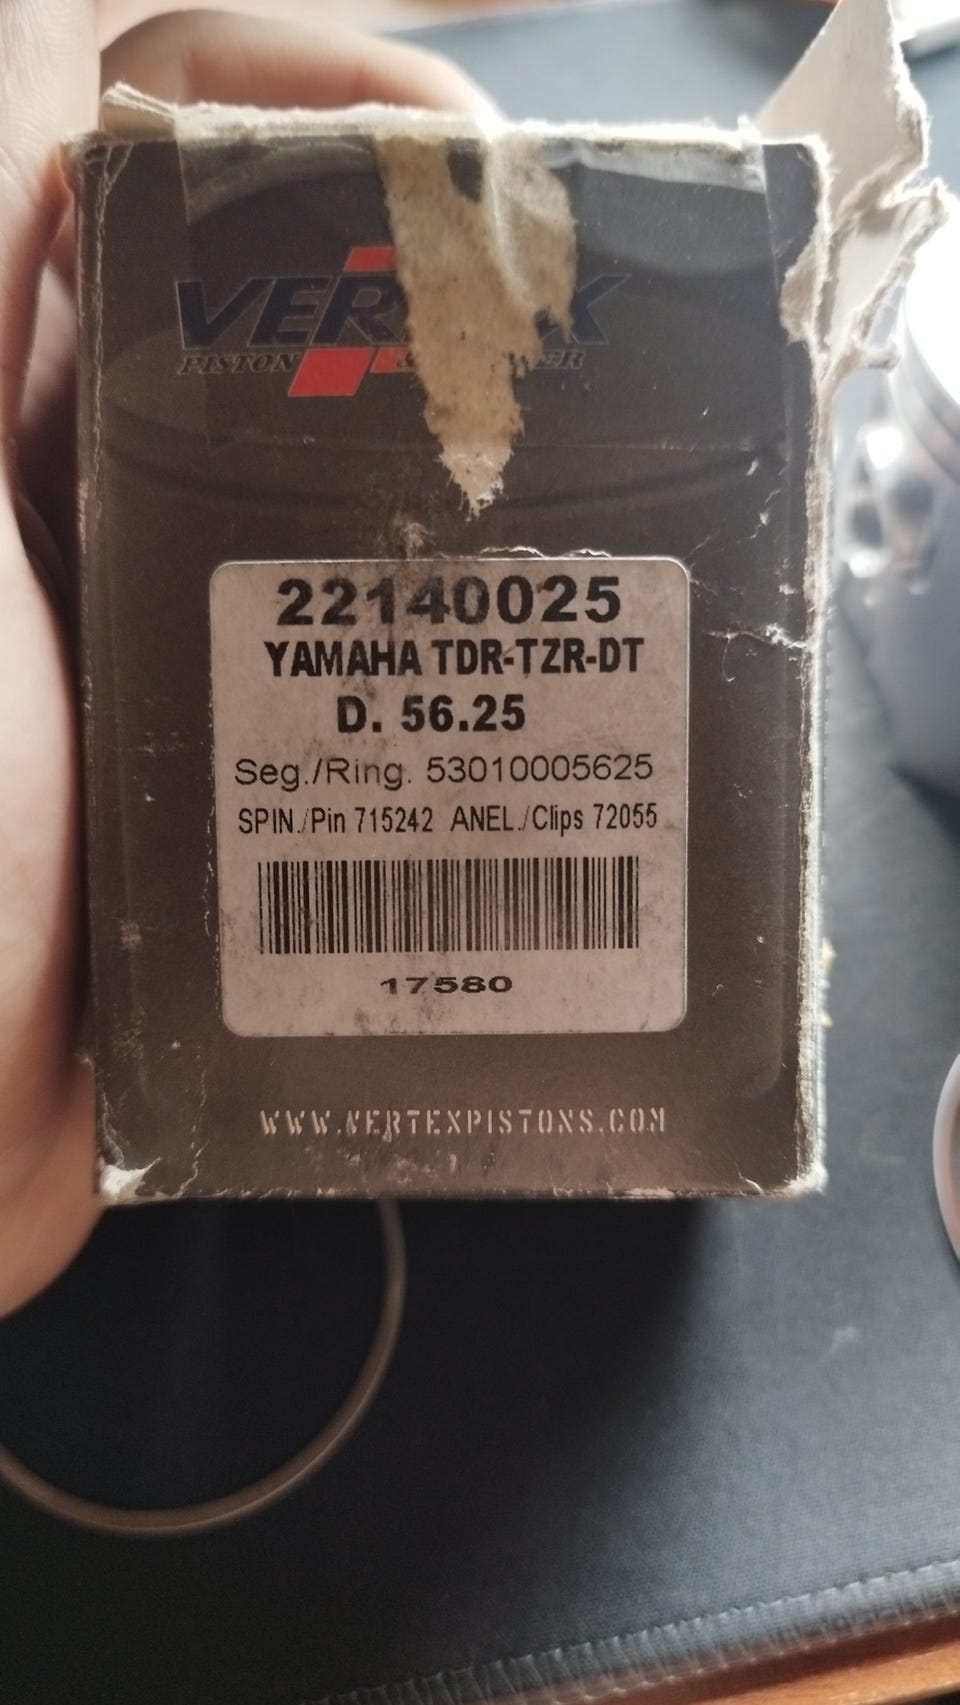 PISTON
22140025
YAMAHA TDR-TZR-DT
D. 56.25
Seg./Ring. 53010005625
SPIN./Pin 715242 ANEL./Clips 72055
17580
WWW.VERTEXPISTONS.COM